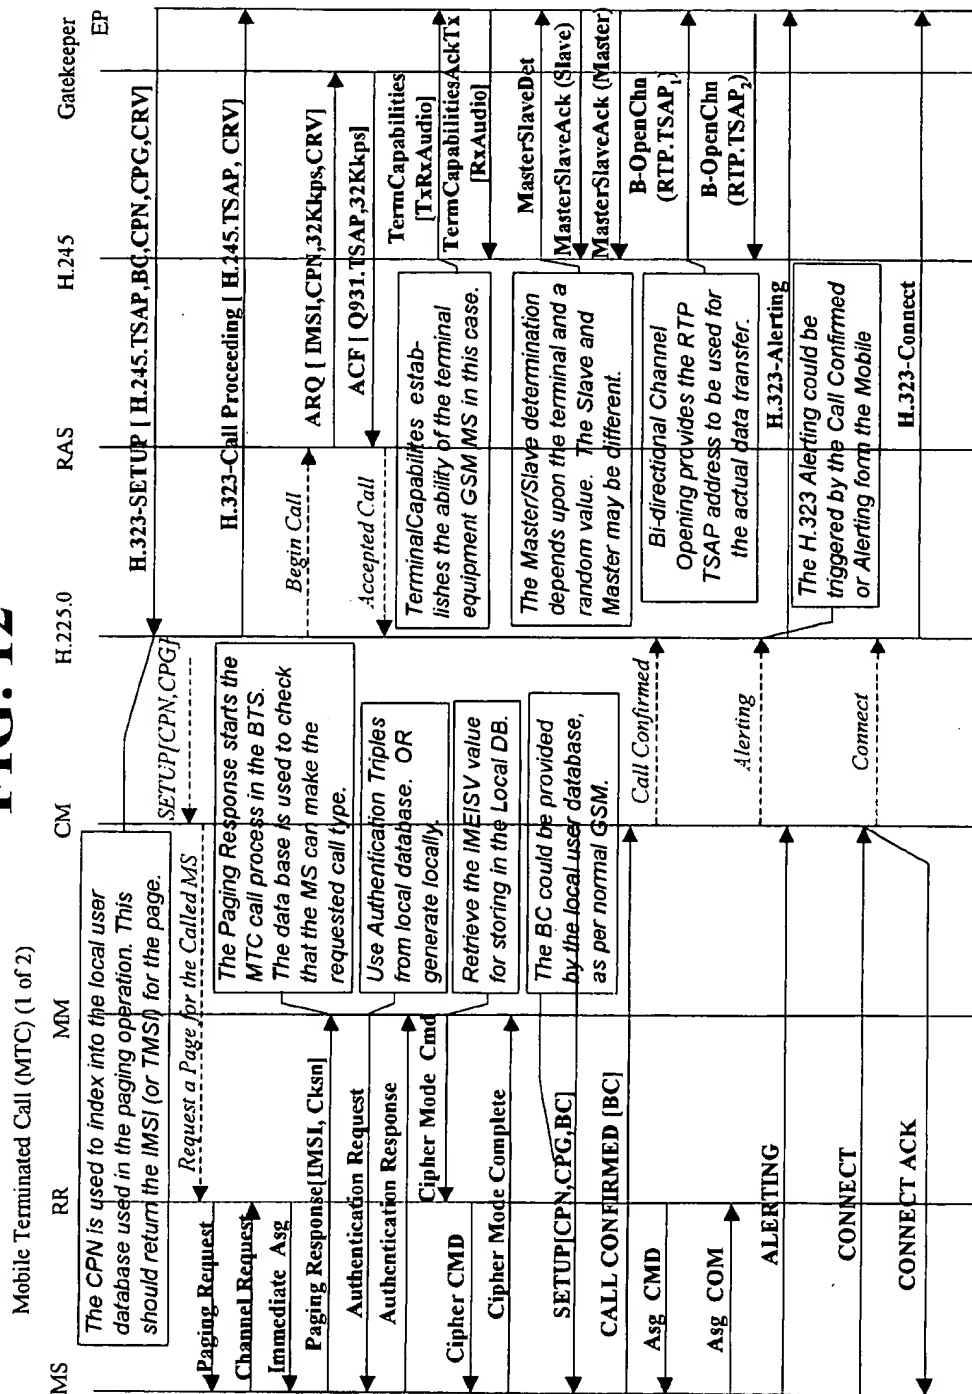 FIG. 12
Mobile Terminated Call (MTC) (1 of 2)
MS
RR
MM
CM
H.225.0
RAS
H.245
Gatekeeper
EP
H.323-SETUP [ H.245.TSAP,BC,CPN,CPG,CRV]
The CPN is used to index into the local user
database used in the paging operation. This
should return the IMSI (or TMSI) for the page.
SETUP[CPN,CPG]
Request a Page for the Called MS
Paging Request
H.323-Call Proceeding [ H.245.TSAP, CRV]
Channel Request
Immediate Asg
Begin Call
ARQ [ IMSI,CPN,32Kkps,CRV]
Paging Response[IMSI, Cksn]
The Paging Response starts the
MTC call process in the BTS.
The data base is used to check
that the MS can make the
requested call type.
Accepted Call
ACF [ Q931.TSAP,32Kkps]
Authentication Request
Authentication Response
Use Authentication Triples
from local database. OR
generate locally.
TermCapabilities
[TxRxAudio]
TermCapabilitiesAckTx
[RxAudio]
TerminalCapabilites estab-
lishes the ability of the terminal
equipment GSM MS in this case.
Cipher Mode Cmd
Cipher CMD
Cipher Mode Complete
Retrieve the IMEISV value
for storing in the Local DB.
MasterSlaveDet
MasterSlaveAck (Slave)
MasterSlaveAck (Master)
The Master/Slave determination
depends upon the terminal and a
random value. The Slave and
Master may be different.
SETUP[CPN,CPG,BC]
The BC could be provided
by the local user database,
as per normal GSM.
CALL CONFIRMED [BC]
Call Confirmed
B-OpenChn
(RTP.TSAP1)
B-OpenChn
(RTP.TSAP2)
Bi-directional Channel
Opening provides the RTP
TSAP address to be used for
the actual data transfer.
Asg CMD
Asg COM
ALERTING
Alerting
H.323-Alerting
The H.323 Alerting could be
triggered by the Call Confirmed
or Alerting form the Mobile
CONNECT
Connect
H.323-Connect
CONNECT ACK